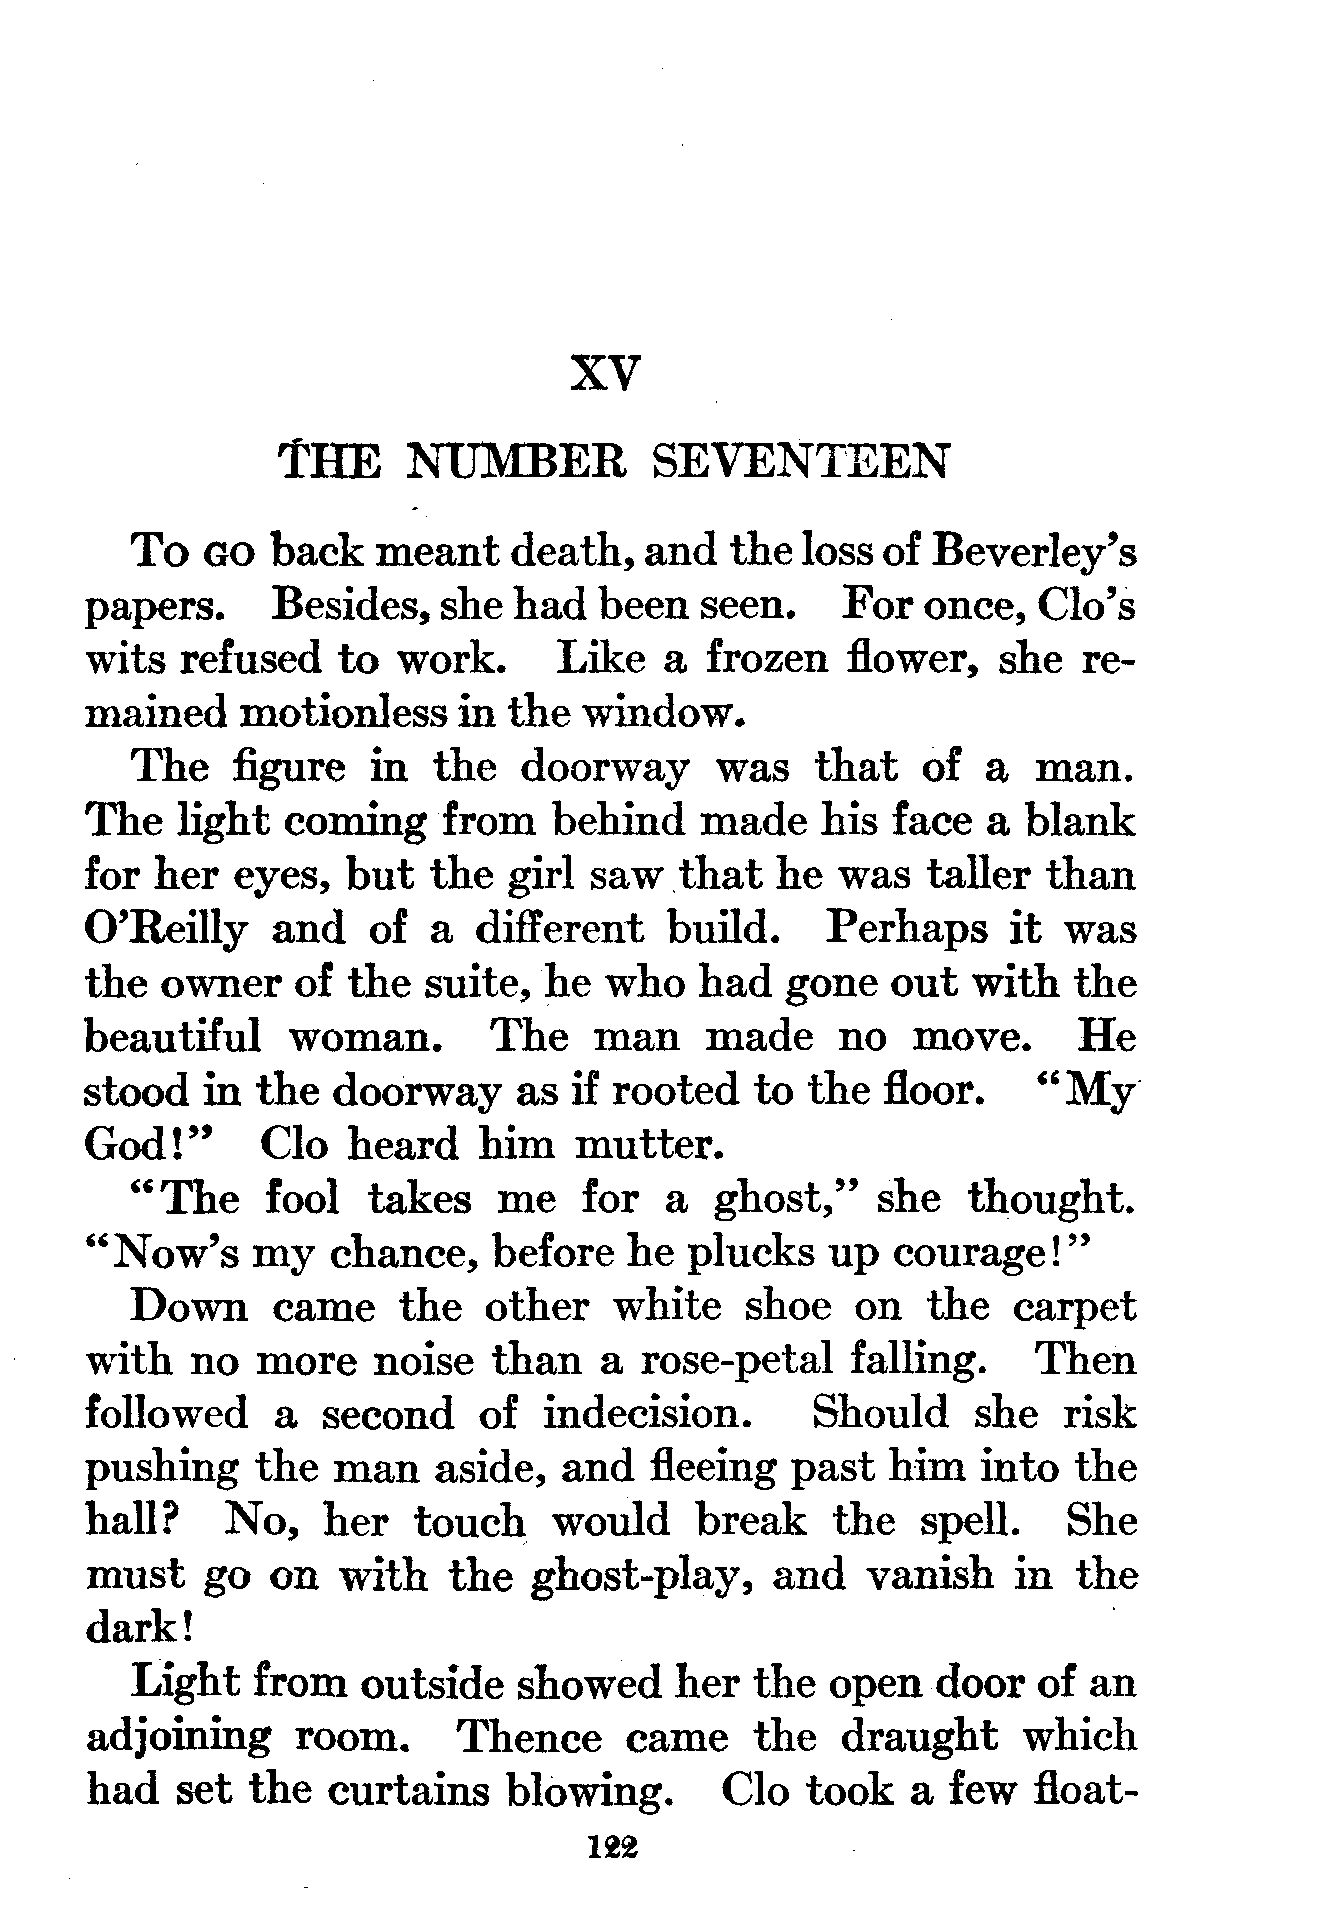 XV
THE NUMBER SEVENTEEN
To go back meant death, and the loss of Beverley's
papers. Besides, she had been seen. For once, Clo's
wits refused to work. Like a frozen flower, she re-
mained motionless in the window.
The figure in the doorway was that of a man.
The light coming from behind made his face a blank
for her eyes, but the girl saw that he was taller than
O'Reilly and of a different build. Perhaps it was
the owner of the suite, he who had gone out with the
beautiful woman. The man made no move. He
stood in the doorway as if rooted to the floor. "My
God!" Clo heard him mutter.
"The fool takes me for a ghost," she thought.
"Now's my chance, before he plucks up courage!"
Down came the other white shoe on the carpet
with no more noise than a rose-petal falling. Then
followed a second of indecision. Should she risk
pushing the man aside, and fleeing past him into the
hall? No, her touch would break the spell. She
must go on with the ghost-play, and vanish in the
dark!
Light from outside showed her the open door of an
adjoining room. Thence came the draught which
had set the curtains blowing. Clo took a few float-
122